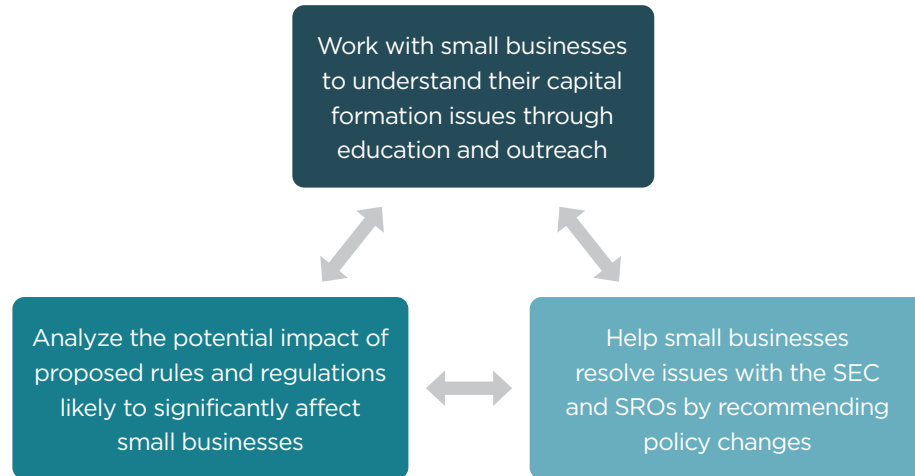 Work with small businesses
to understand their capital
formation issues through
education and outreach
Analyze the potential impact of
proposed rules and regulations
likely to significantly affect
small businesses
Help small businesses
resolve issues with the SEC
and SROs by recommending
policy changes